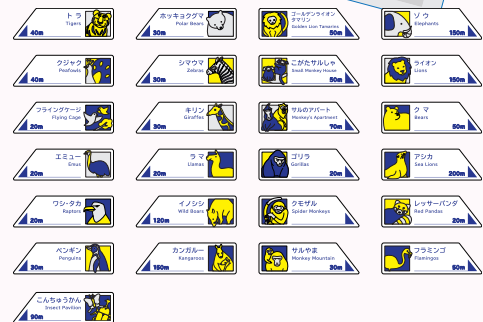 トラ
Tigers
40m
ホッキョクグマ
Polar Bears
30m
ゴールデンライオン
タマリン
Golden Lion Tamarins
50m
ゾウ
Elephants
150m
クジャク
Peafowls
40m
シマウマ
Zebras
30m
こがたサルしゃ
Small Monkey House
50m
ライオン
Lions
150m
フライングケージ
Flying Cage
20m
キリン
Giraffes
30m
サルのアパート
Monkey's Apartment
70m
クマ
Bears
50m
エミュー
Emus
20m
ラマ
Llamas
20m
ゴリラ
Gorillas
20m
アシカ
Sea Lions
200m
ワシ・タカ
Raptors
20m
イノシシ
Wild Boars
120m
クモザル
Spider Monkeys
20m
レッサーパンダ
Red Pandas
20m
ペンギン
Penguins
30m
カンガルー
Kangaroos
150m
サルやま
Monkey Mountain
30m
フラミンゴ
Flamingos
50m
こんちゅうかん
Insect Pavilion
90m